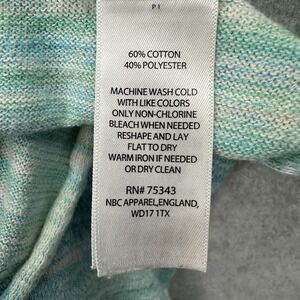 P1
60% COTTON
40% POLYESTER
MACHINE WASH COLD
WITH LIKE COLORS
ONLY NON-CHLORINE
BLEACH WHEN NEEDED
RESHAPE AND LAY
FLAT TO DRY
WARM IRON IF NEEDED
OR DRY CLEAN
RN# 75343
NBC APPAREL,ENGLAND,
WD17 1TX